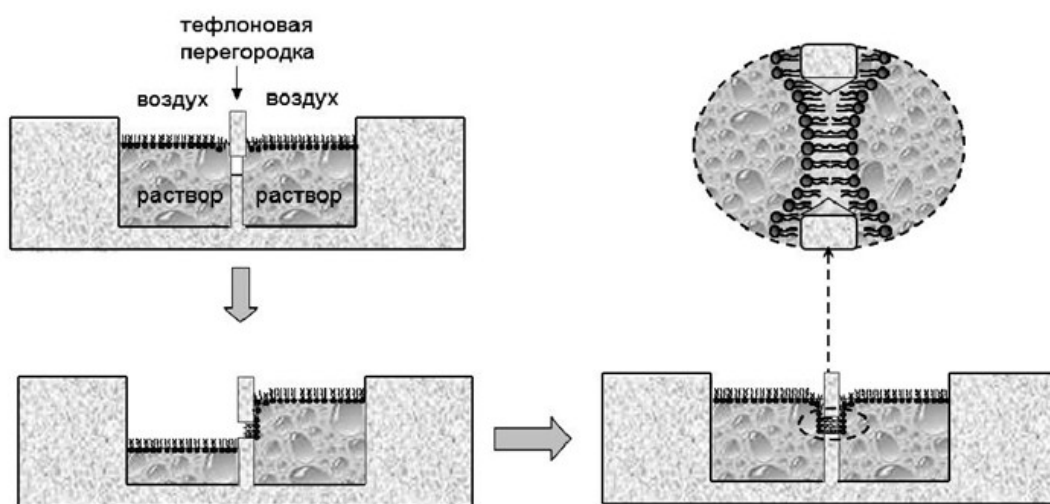 тефлоновая
перегородка
воздух воздух
раствор раствор